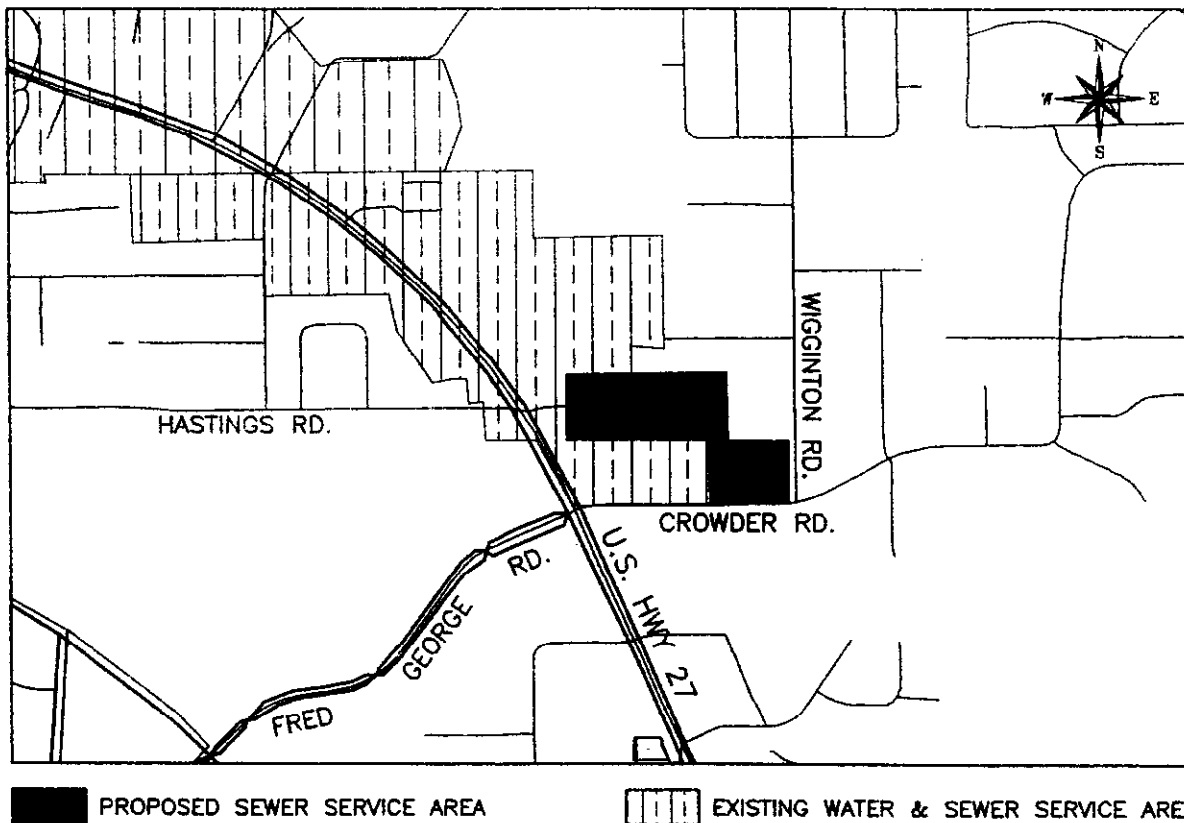 N
W E
S
WIGGINTON RD.
HASTINGS RD.
CROWDER RD.
U.S. HWY 27
FRED GEORGE RD.
PROPOSED SEWER SERVICE AREA
EXISTING WATER & SEWER SERVICE ARE